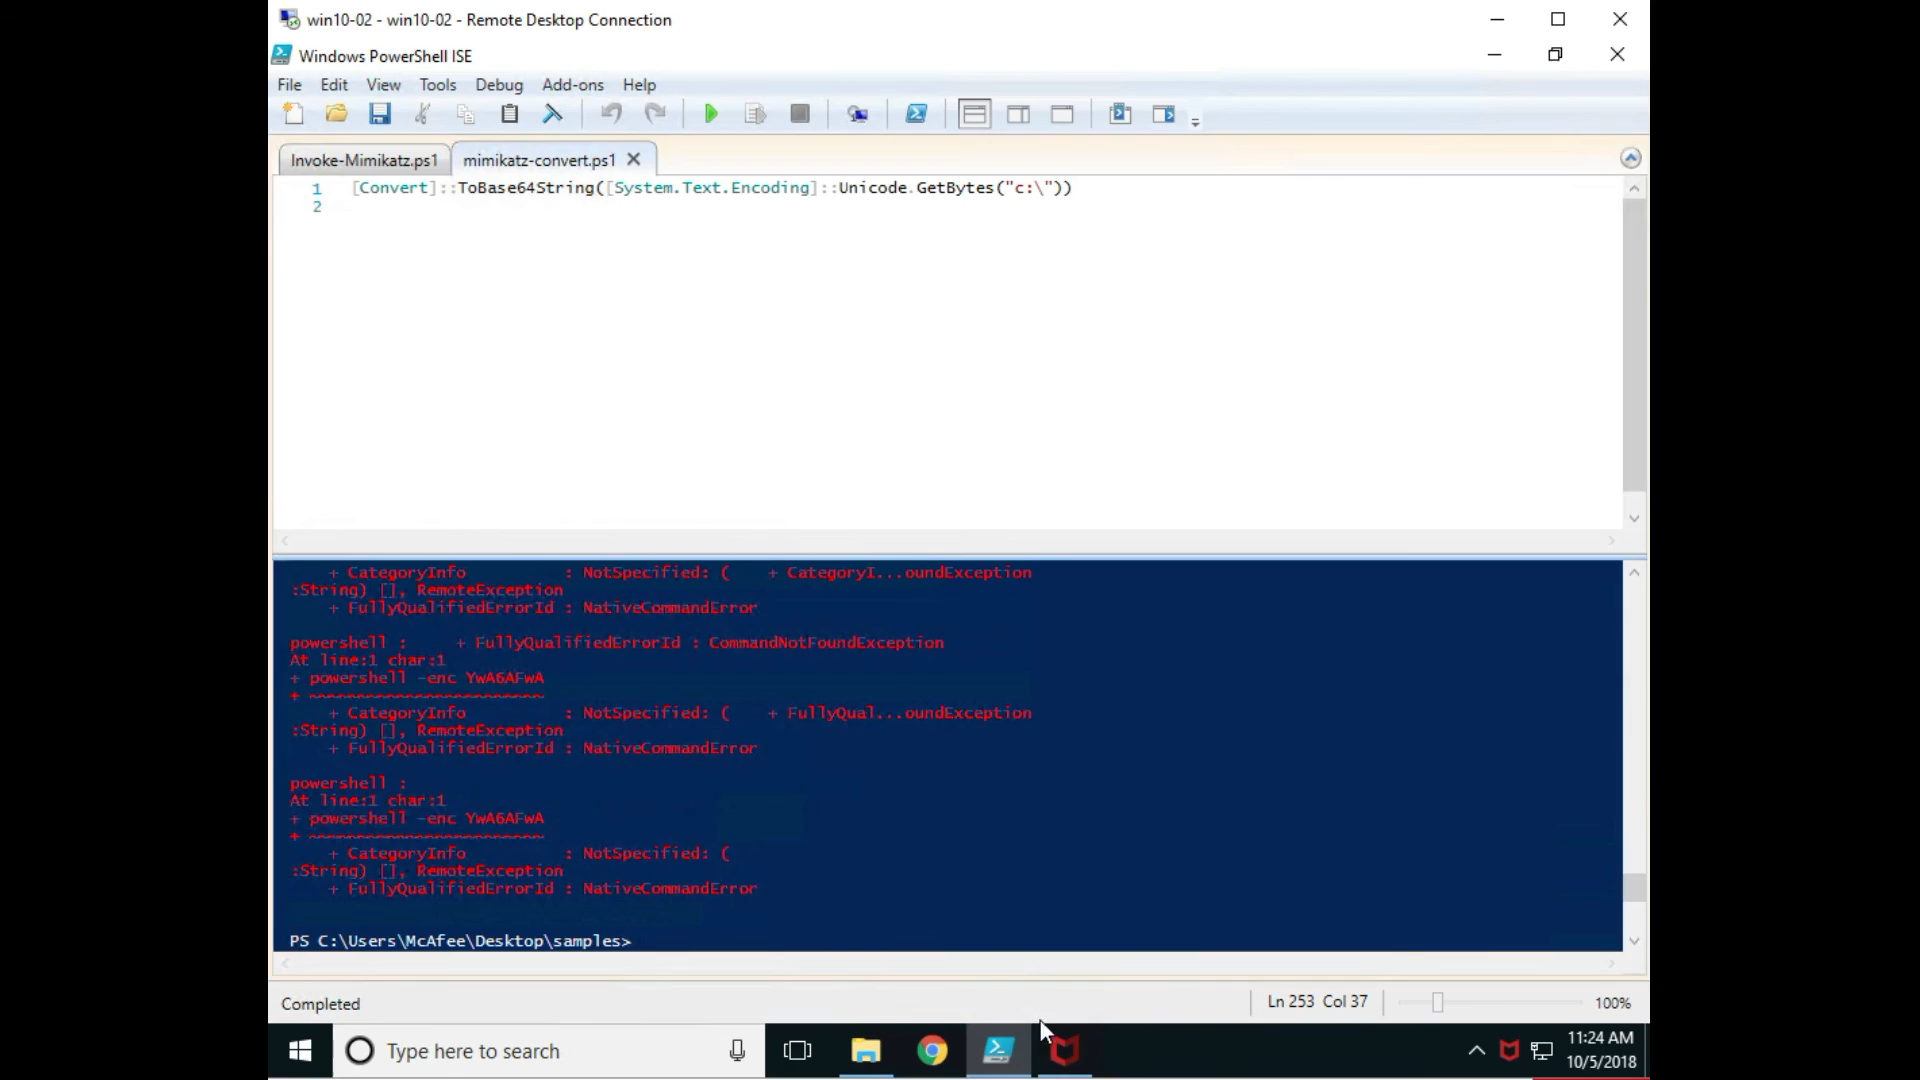 win10-02 - win10-02 - Remote Desktop Connection
Windows PowerShell ISE
File Edit View Tools Debug Add-ons Help
Invoke-Mimikatz.ps1 mimikatz-convert.ps1
1 [Convert]::ToBase64String([System.Text.Encoding]::Unicode.GetBytes("c:\"))
2
+ CategoryInfo : NotSpecified: ( + CategoryI...oundException
:String) [], RemoteException
+ FullyQualifiedErrorId : NativeCommandError
powershell : + FullyQualifiedErrorId : CommandNotFoundException
At line:1 char:1
+ powershell -enc YwA6AFwA
+ ~~~~~~~~~~~~~~~~~~~~~~~~
+ CategoryInfo : NotSpecified: ( + FullyQual...oundException
:String) [], RemoteException
+ FullyQualifiedErrorId : NativeCommandError
powershell :
At line:1 char:1
+ powershell -enc YwA6AFwA
+ ~~~~~~~~~~~~~~~~~~~~~~~~
+ CategoryInfo : NotSpecified: (
:String) [], RemoteException
+ FullyQualifiedErrorId : NativeCommandError
PS C:\Users\McAfee\Desktop\samples>
Completed Ln 253 Col 37 100%
Type here to search
11:24 AM
10/5/2018